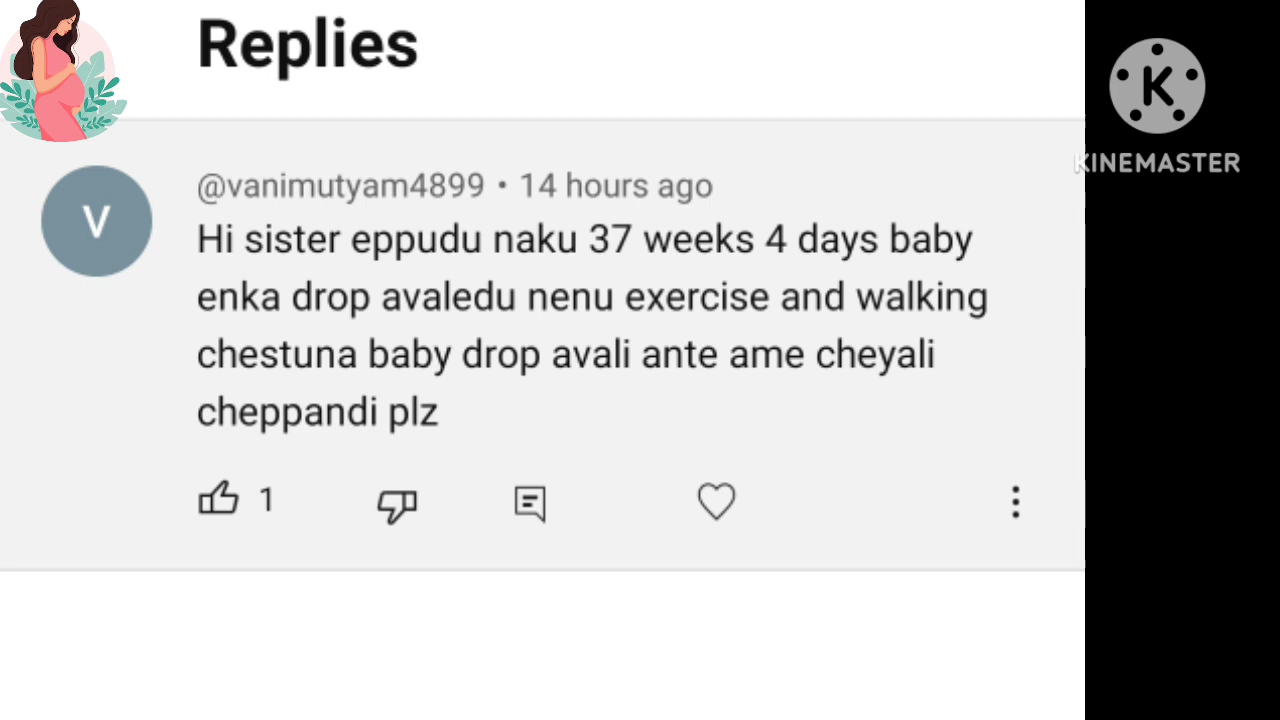 Replies
K
KINEMASTER
V
@vanimutyam4899 • 14 hours ago
Hi sister eppudu naku 37 weeks 4 days baby
enka drop avaledu nenu exercise and walking
chestuna baby drop avali ante ame cheyali
cheppandi plz
1